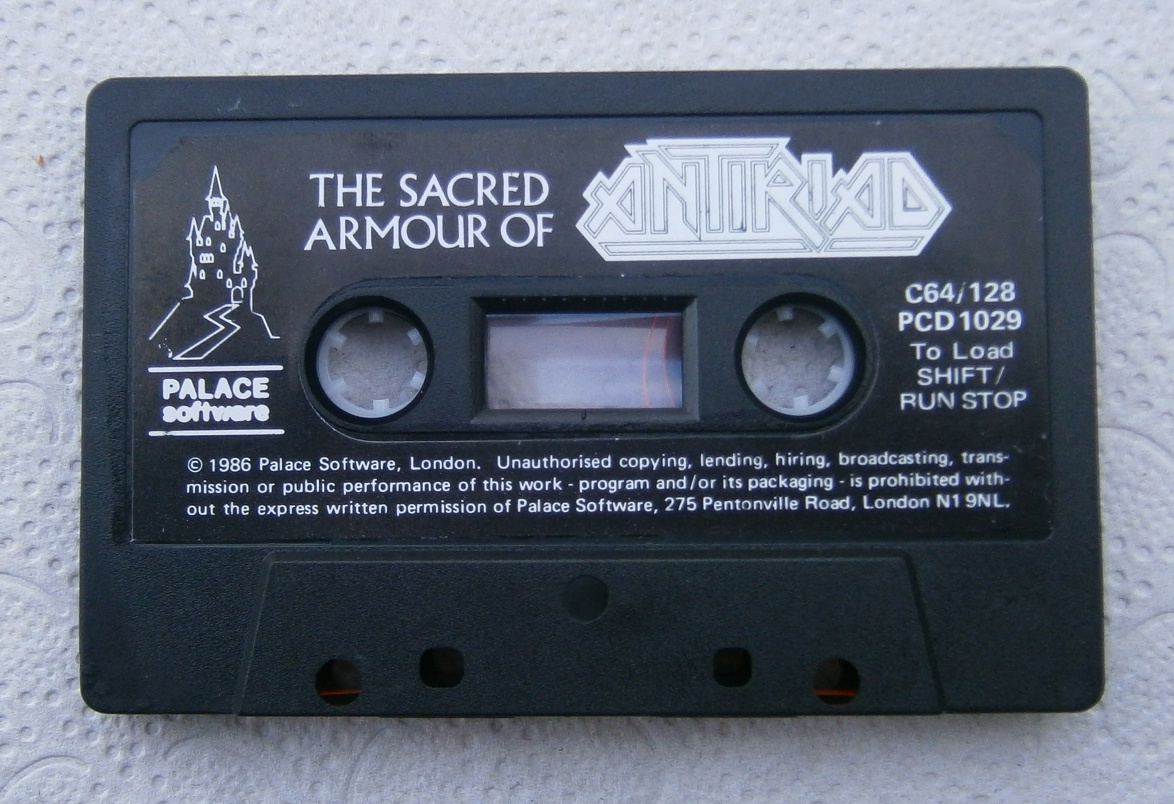 THE SACRED
ARMOUR OF
ANTIRIAD
PALACE
software
C64/128
PCD1029
To Load
SHIFT/
RUN STOP
© 1986 Palace Software, London. Unauthorised copying, lending, hiring, broadcasting, trans-
mission or public performance of this work - program and/or its packaging - is prohibited with-
out the express written permission of Palace Software, 275 Pentonville Road, London N1 9NL.